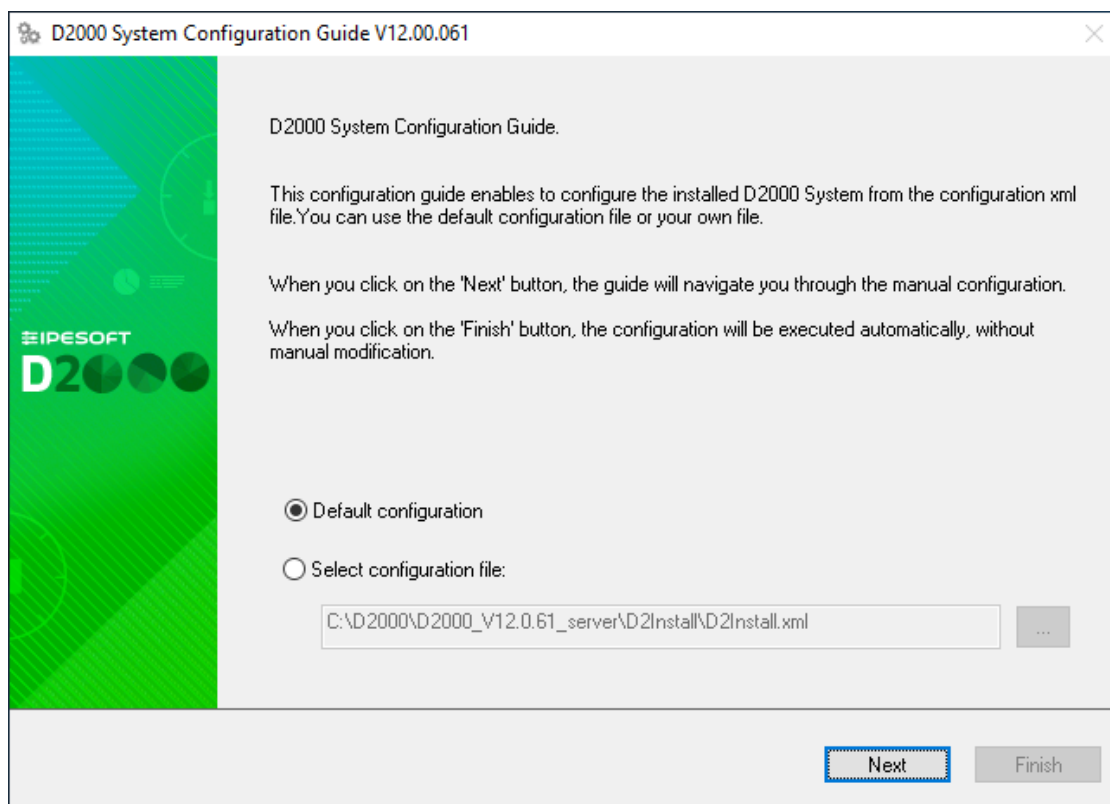 D2000 System Configuration Guide V12.00.061
D2000 System Configuration Guide.
This configuration guide enables to configure the installed D2000 System from the configuration xml
file.You can use the default configuration file or your own file.
When you click on the 'Next' button, the guide will navigate you through the manual configuration.
When you click on the 'Finish' button, the configuration will be executed automatically, without
manual modification.
IPESOFT
D2000
Default configuration
Select configuration file:
C:\D2000\D2000_V12.0.61_server\D2Install\D2Install.xml
...
Next
Finish